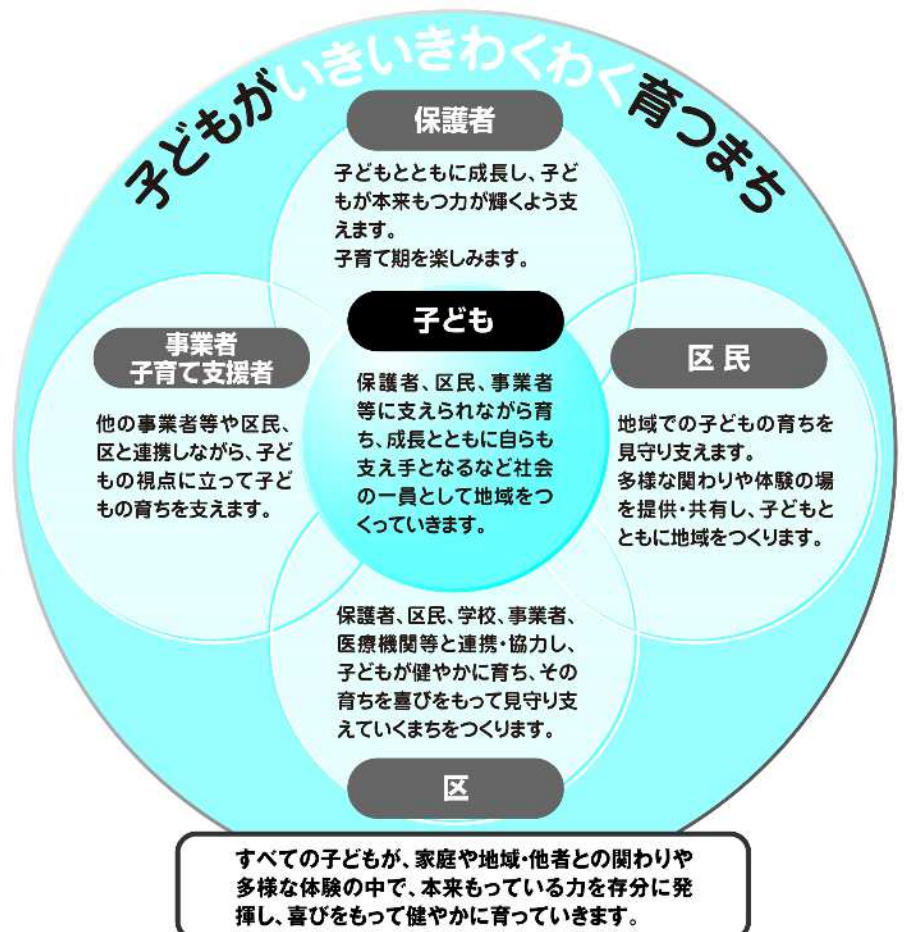 子どもがいきいきわくわく育つまち
保護者
子どもとともに成長し、子ど
もが本来もつ力が輝くよう支
えます。
子育て期を楽しみます。
事業者
子育て支援者
他の事業者等や区民、
区と連携しながら、子ど
もの視点に立って子ど
もの育ちを支えます。
子ども
保護者、区民、事業者
等に支えられながら育
ち、成長とともに自らも
支え手となるなど社会
の一員として地域をつ
くっていきます。
区民
地域での子どもの育ちを
見守り支えます。
多様な関わりや体験の場
を提供・共有し、子どもと
ともに地域をつくります。
保護者、区民、学校、事業者、
医療機関等と連携・協力し、
子どもが健やかに育ち、その
育ちを喜びをもって見守り支
えていくまちをつくります。
区
すべての子どもが、家庭や地域・他者との関わりや
多様な体験の中で、本来もっている力を存分に発
揮し、喜びをもって健やかに育っていきます。